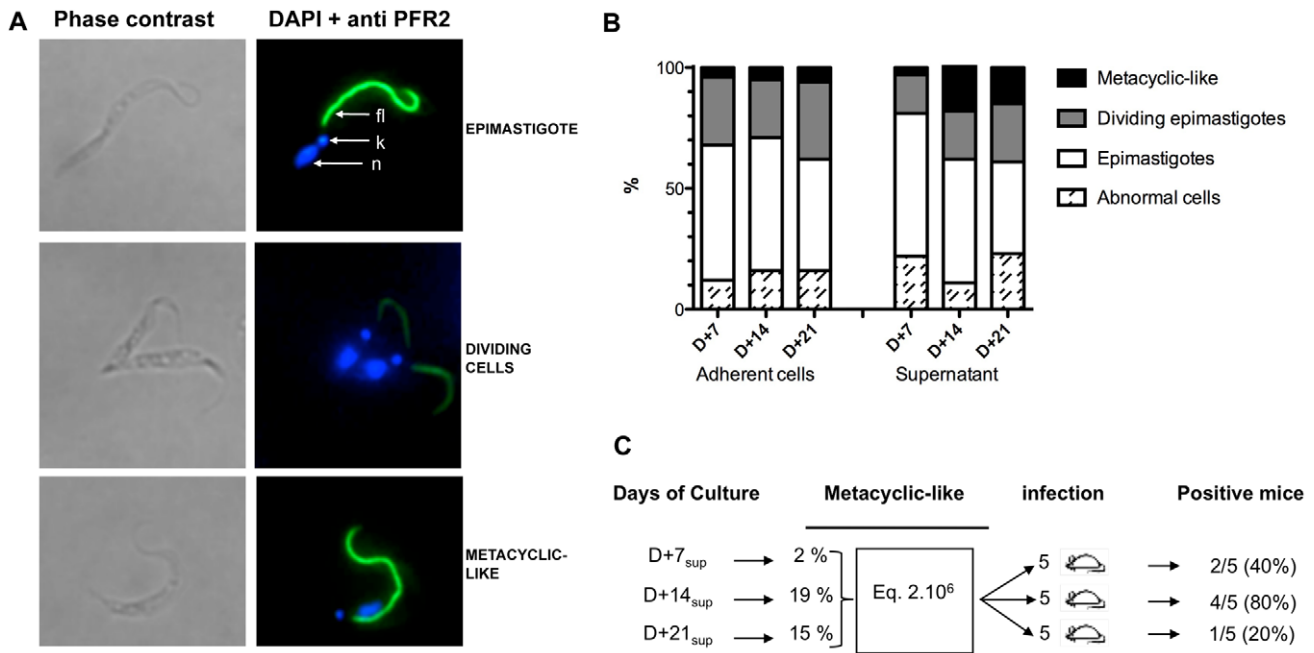 A
Phase contrast
DAPI + anti PFR2
fl
k
n
EPIMASTIGOTE
DIVIDING
CELLS
METACYCLIC-
LIKE
B
100
50
0
%
D+7
D+14
D+21
D+7
D+14
D+21
Adherent cells
Supernatant
Metacyclic-like
Dividing epimastigotes
Epimastigotes
Abnormal cells
C
Days of Culture
Metacyclic-like
infection
Positive mice
D+7sup
2 %
5
2/5 (40%)
D+14sup
19 %
Eq. 2.10⁶
5
4/5 (80%)
D+21sup
15 %
5
1/5 (20%)